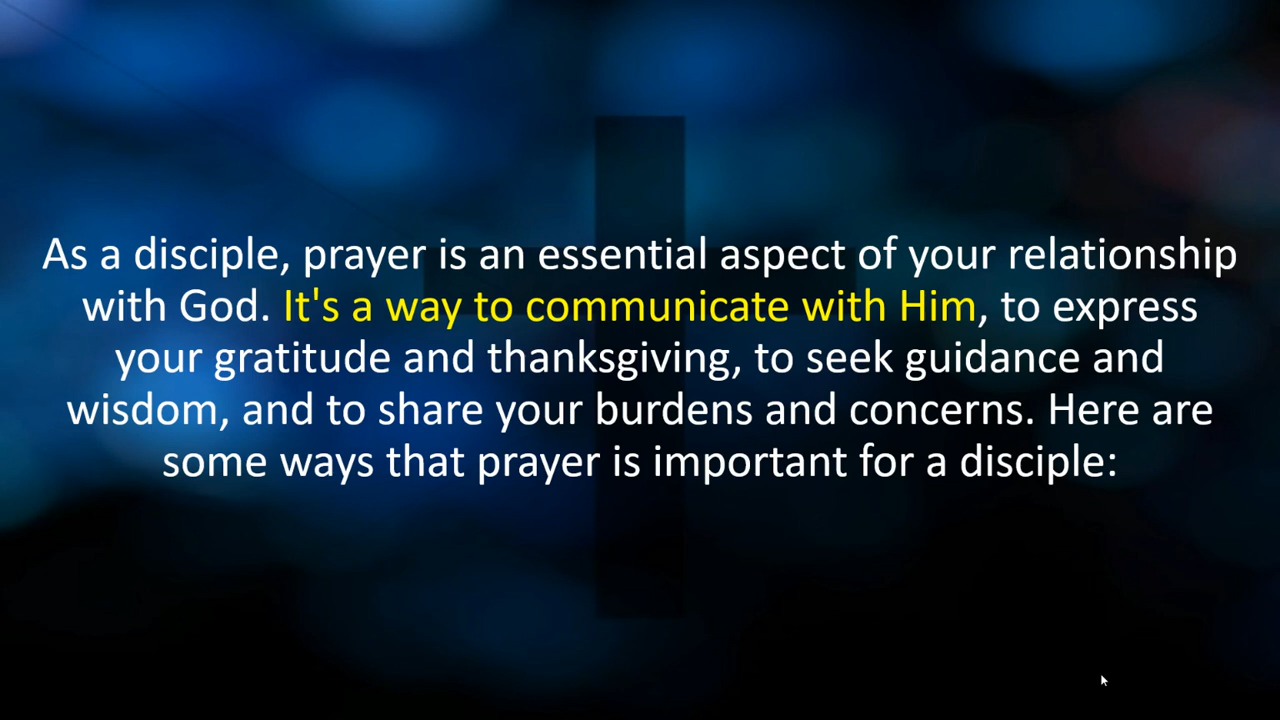 As a disciple, prayer is an essential aspect of your relationship
with God. It's a way to communicate with Him, to express
your gratitude and thanksgiving, to seek guidance and
wisdom, and to share your burdens and concerns. Here are
some ways that prayer is important for a disciple: